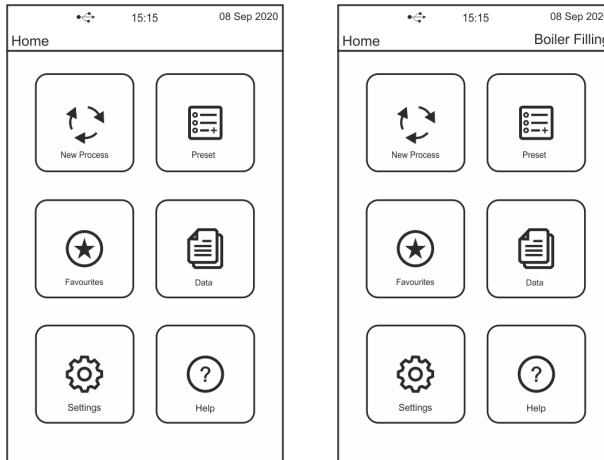 15:15 08 Sep 2020
Home
New Process Preset
Favourites Data
Settings ? Help
15:15 08 Sep 202
Home Boiler Filling
New Process Preset
Favourites Data
Settings ? Help